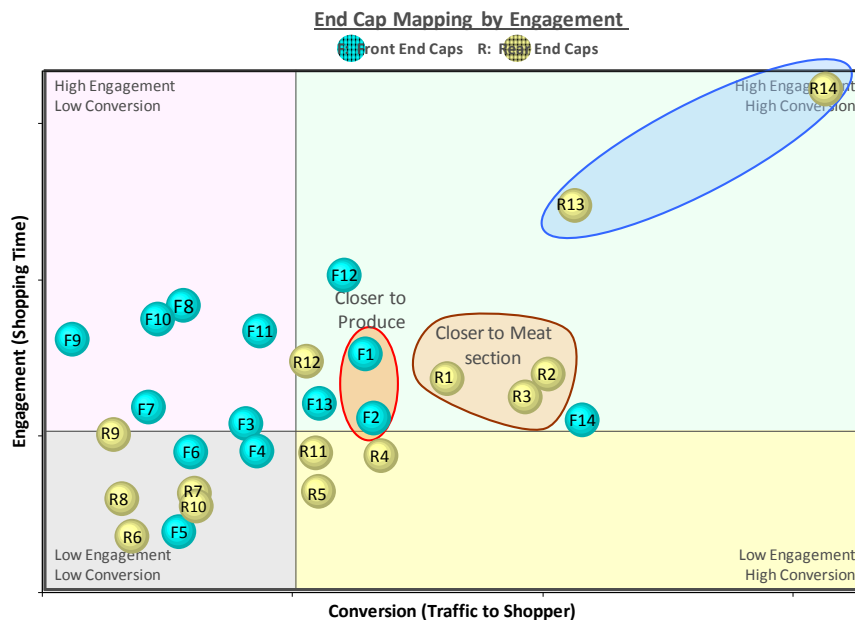 End Cap Mapping by Engagement
F: Front End Caps R: Rear End Caps
High Engagement
Low Conversion
High Engagement
High Conversion
R14
R13
F12
Closer to
Produce
F8
F10
F11
F9
Closer to Meat
section
F1
R12
R1
R2
R3
F7
F13
F2
F14
F3
R9
F6
F4
R11
R4
R8
R7
R10
R5
R6
F5
Low Engagement
Low Conversion
Low Engagement
High Conversion
Engagement (Shopping Time)
Conversion (Traffic to Shopper)